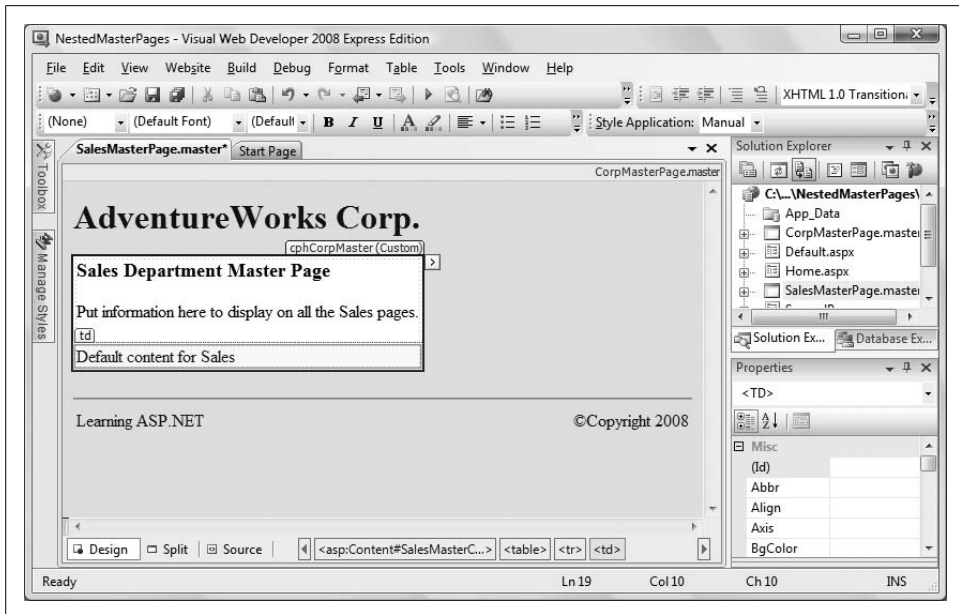 NestedMasterPages - Visual Web Developer 2008 Express Edition
File Edit View Website Build Debug Format Table Tools Window Help
XHTML 1.0 Transition:
(None) (Default Font) (Default B I U A Style Application: Manual
Toolbox
Manage Styles
SalesMasterPage.master* Start Page
CorpMasterPage.master
AdventureWorks Corp.
cphCorpMaster (Custom)
Sales Department Master Page
Put information here to display on all the Sales pages.
td
Default content for Sales
Learning ASP.NET ©Copyright 2008
Design Split Source <asp:Content#SalesMasterC...> <table> <tr> <td>
Solution Explorer
C:\...\NestedMasterPages\
App_Data
CorpMasterPage.master
Default.aspx
Home.aspx
SalesMasterPage.master
Solution Ex... Database Ex...
Properties
<TD>
Misc
(Id)
Abbr
Align
Axis
BgColor
Ready Ln 19 Col 10 Ch 10 INS